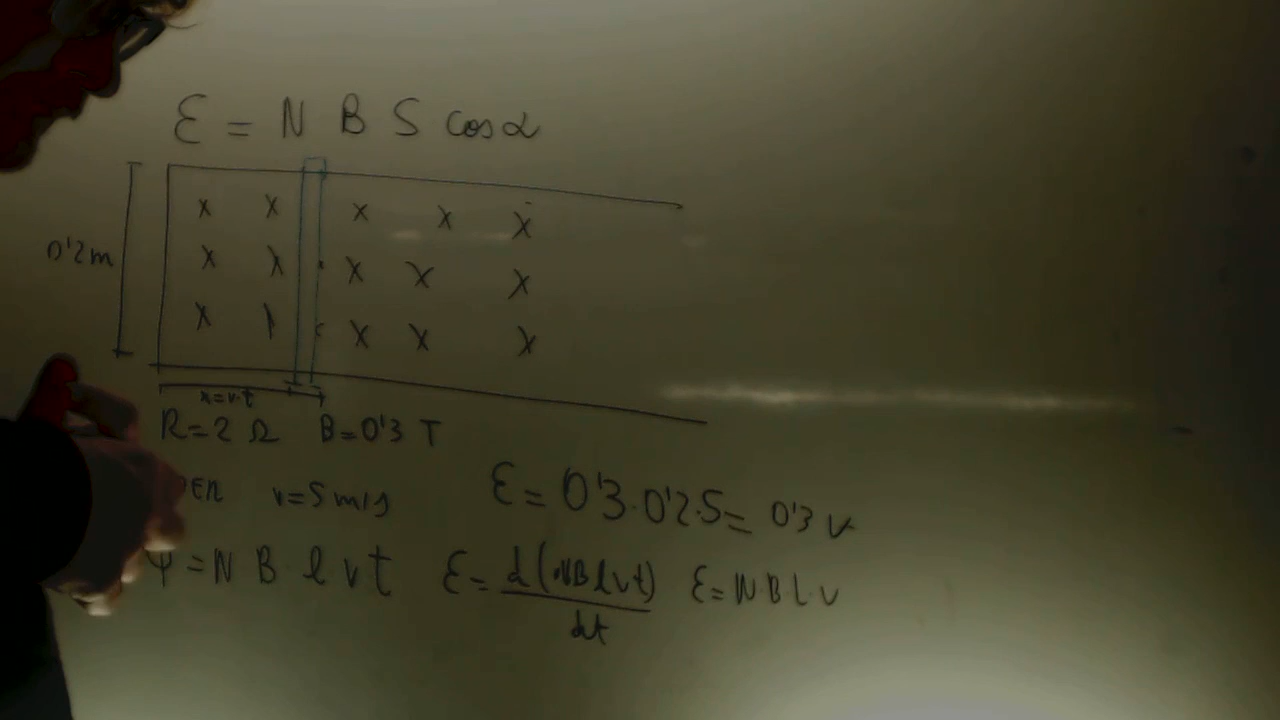 Ɛ = N B S cos α
x x x x x
0'2m
x x x x x
x x x x
x=v·t
R=2 Ω B=0'3 T
v=5 m/s
Ɛ = 0'3·0'2·5= 0'3 V
= N B l v t
Ɛ= d(NBlvt)/dt
Ɛ= N B L v